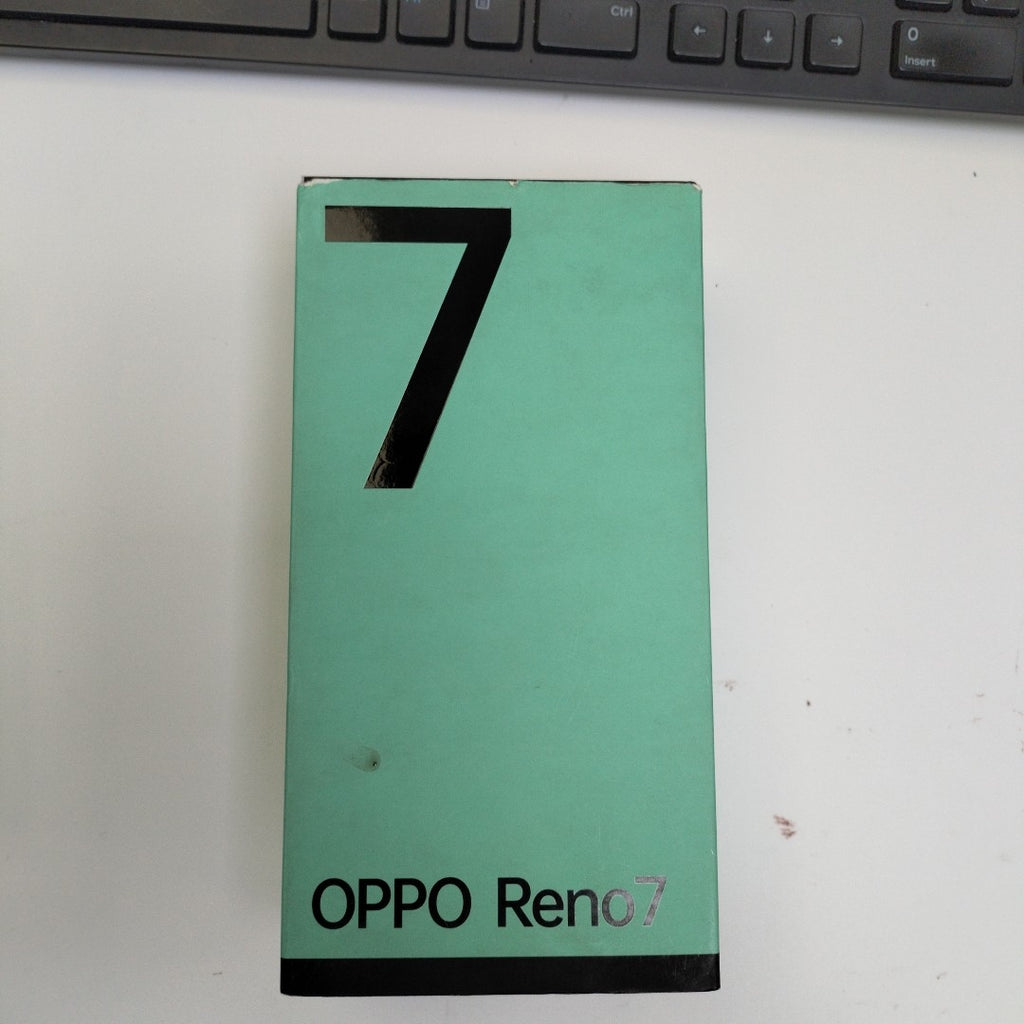 Ctrl
←
↓
→
0
Insert
7
OPPO Reno7